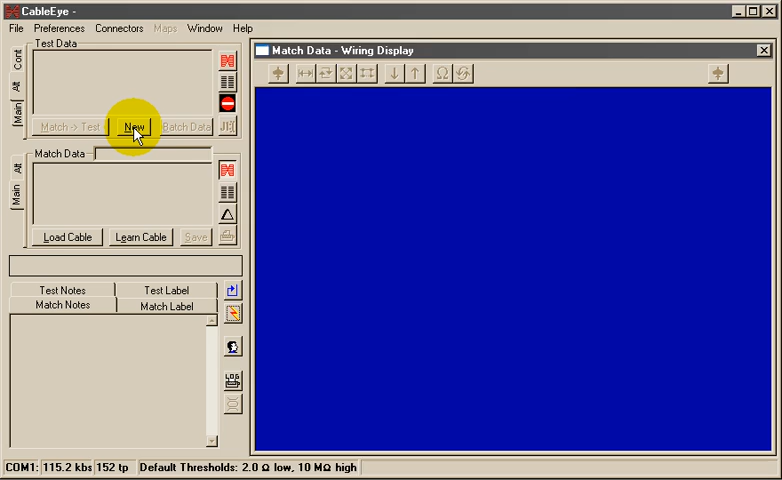 CableEye -
File Preferences Connectors Maps Window Help
Test Data
Cont
Alt
Main
Match -> Test New Batch Data
Match Data
Alt
Main
Load Cable Learn Cable Save
Test Notes Test Label
Match Notes Match Label
LOG
Match Data - Wiring Display
Ω
COM1: 115.2 kbs 152 tp Default Thresholds: 2.0 Ω low, 10 MΩ high